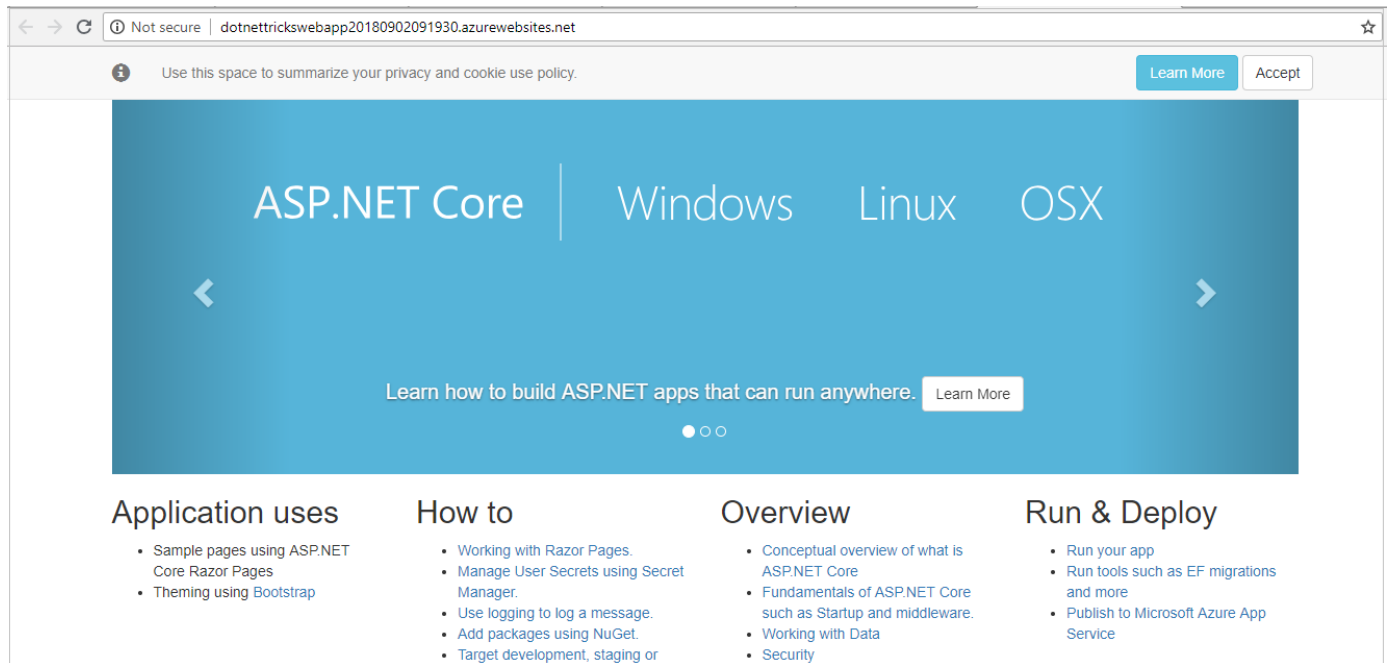 Not secure | dotnettrickswebapp20180902091930.azurewebsites.net
Use this space to summarize your privacy and cookie use policy.
Learn More
Accept
ASP.NET Core
Windows
Linux
OSX
Learn how to build ASP.NET apps that can run anywhere.
Learn More
Application uses
Sample pages using ASP.NET
Core Razor Pages
Theming using Bootstrap
How to
Working with Razor Pages.
Manage User Secrets using Secret
Manager.
Use logging to log a message.
Add packages using NuGet.
Target development, staging or
Overview
Conceptual overview of what is
ASP.NET Core
Fundamentals of ASP.NET Core
such as Startup and middleware.
Working with Data
Security
Run & Deploy
Run your app
Run tools such as EF migrations
and more
Publish to Microsoft Azure App
Service